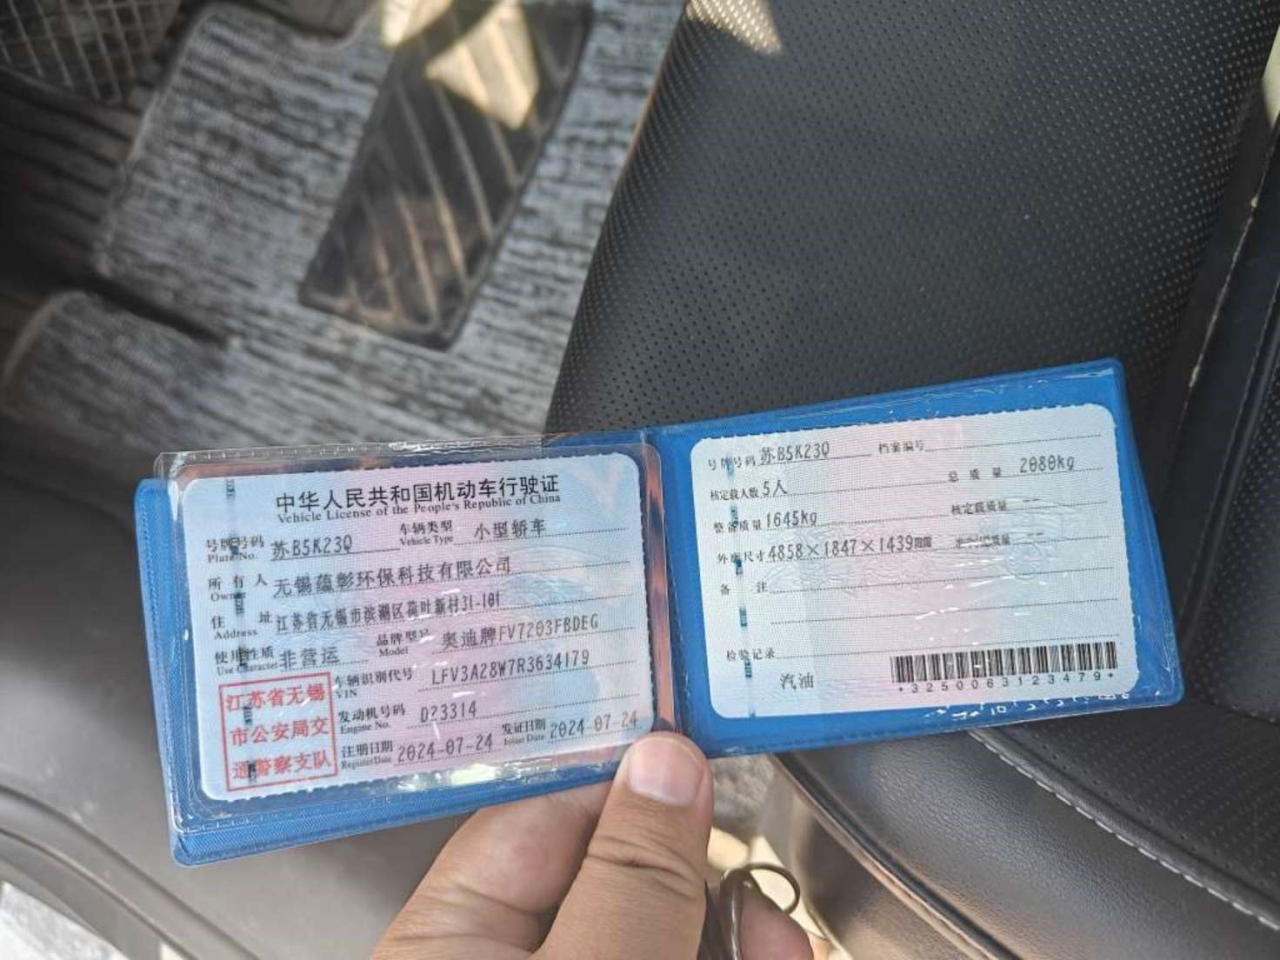 中华人民共和国机动车行驶证
Vehicle License of the People's Republic of China
号牌号码 苏B5K23Q 车辆类型 小型轿车
Plate No. Vehicle Type
所有人 无锡蕴彰环保科技有限公司
Owner
住址 江苏省无锡市滨湖区荷叶新村31-101
Address
使用性质 非营运 品牌型号 奥迪牌FV7203FBDEG
Use Character Model
江苏省无锡
市公安局交
通警察支队
车辆识别代号 LFV3A28W7R3634179
VIN
发动机号码 D23314
Engine No.
注册日期 2024-07-24 发证日期 2024-07-24
Register Date Issue Date
号牌号码 苏B5K23Q 档案编号
核定载人数 5人 总质量 2080kg
整备质量 1645kg 核定载质量
外廓尺寸 4858×1847×1439
备注
检验记录
汽油
*3250063123479*